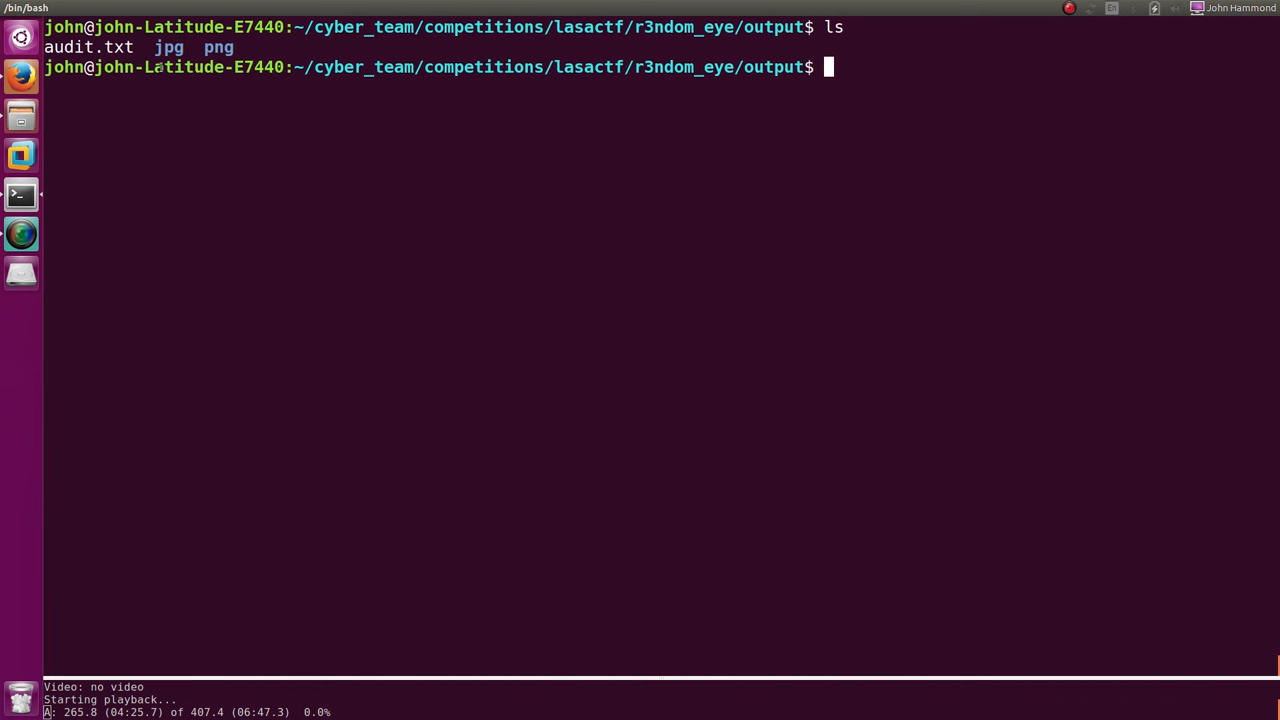 /bin/bash
En
John Hammond
john@john-Latitude-E7440:~/cyber_team/competitions/lasactf/r3ndom_eye/output$ ls
audit.txt  jpg  png
john@john-Latitude-E7440:~/cyber_team/competitions/lasactf/r3ndom_eye/output$
Video: no video
Starting playback...
A: 265.8 (04:25.7) of 407.4 (06:47.3)  0.0%